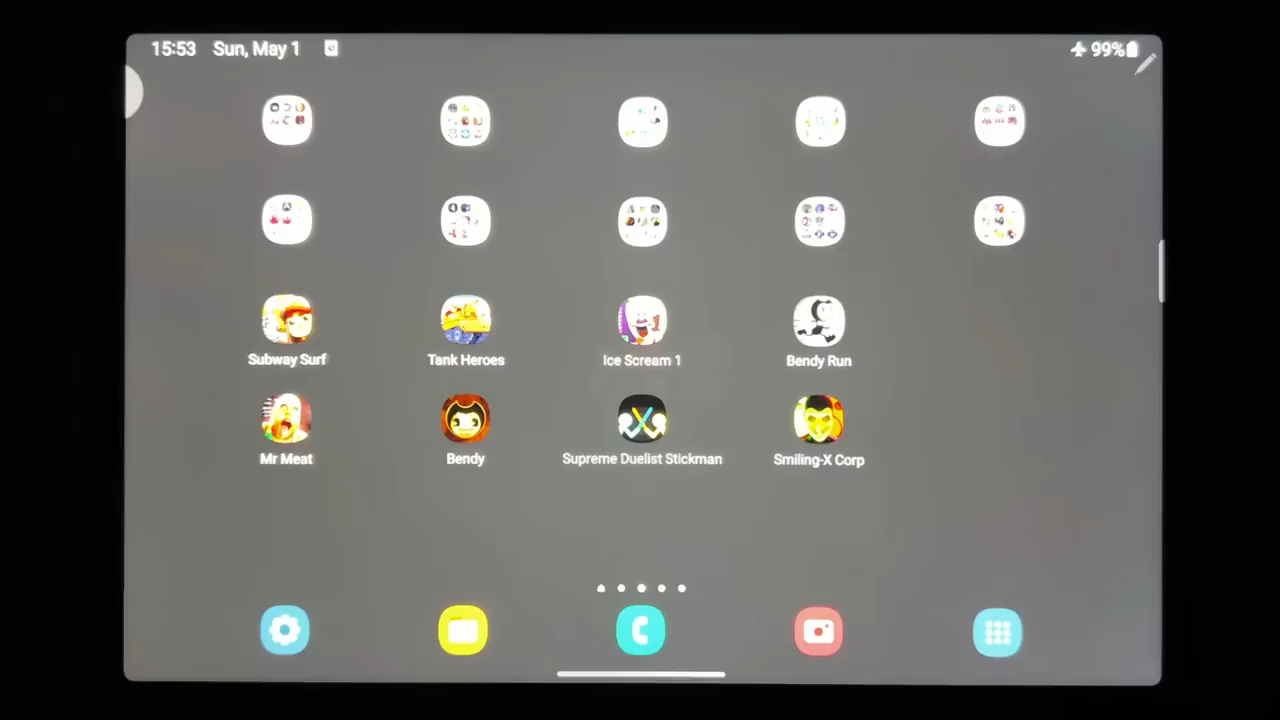 15:53 Sun, May 1
99%
Subway Surf
Tank Heroes
Ice Scream 1
Bendy Run
Mr Meat
Bendy
Supreme Duelist Stickman
Smiling-X Corp